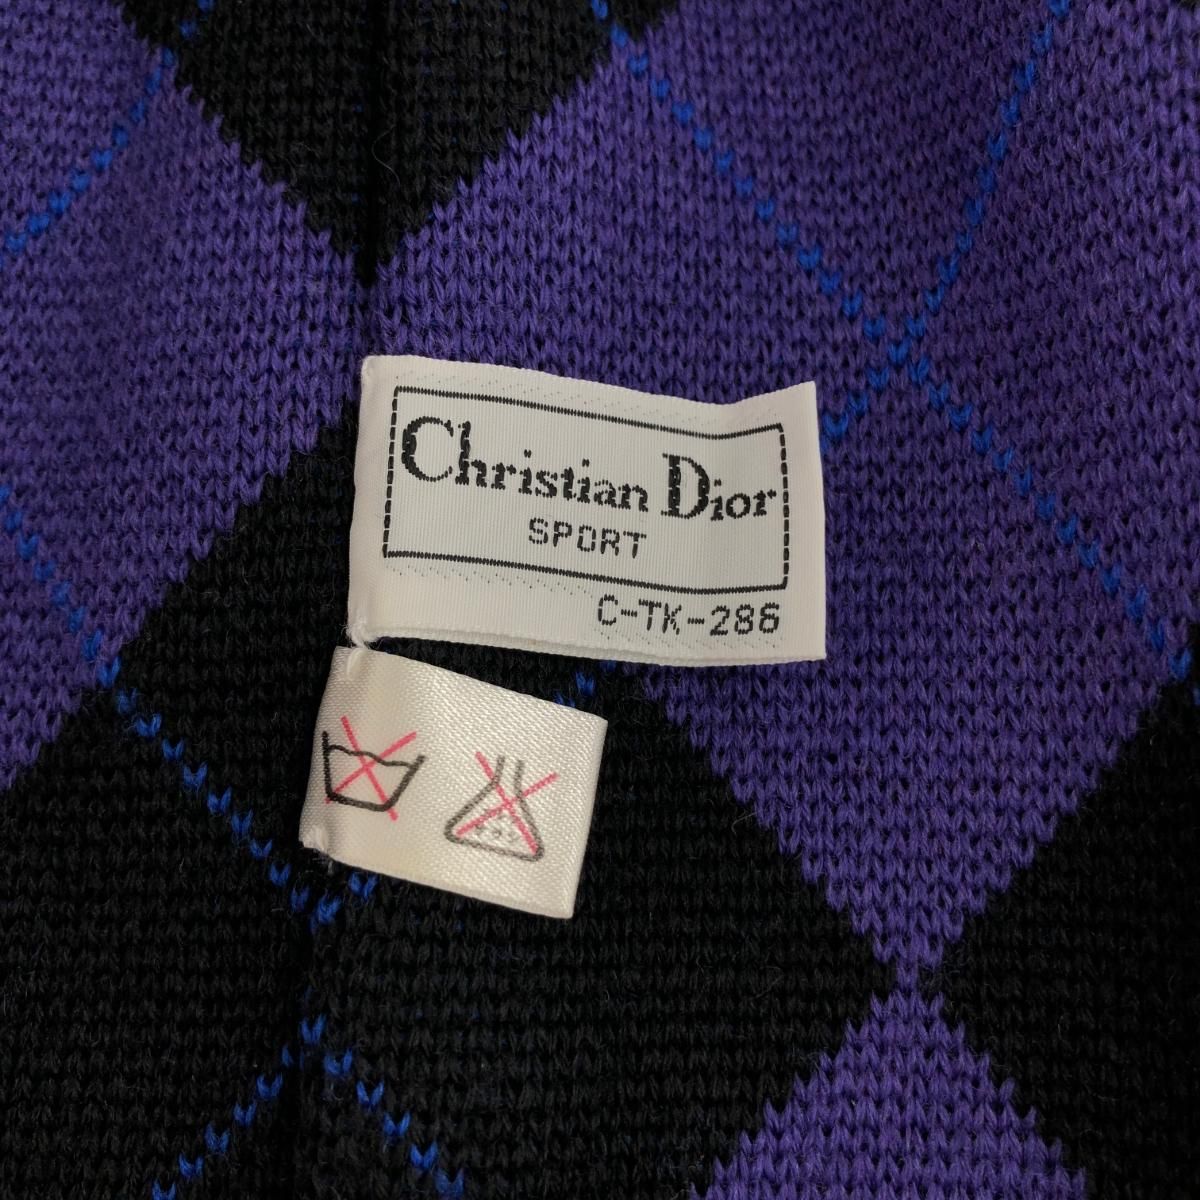 Christian Dior
SPORT
C-TK-286